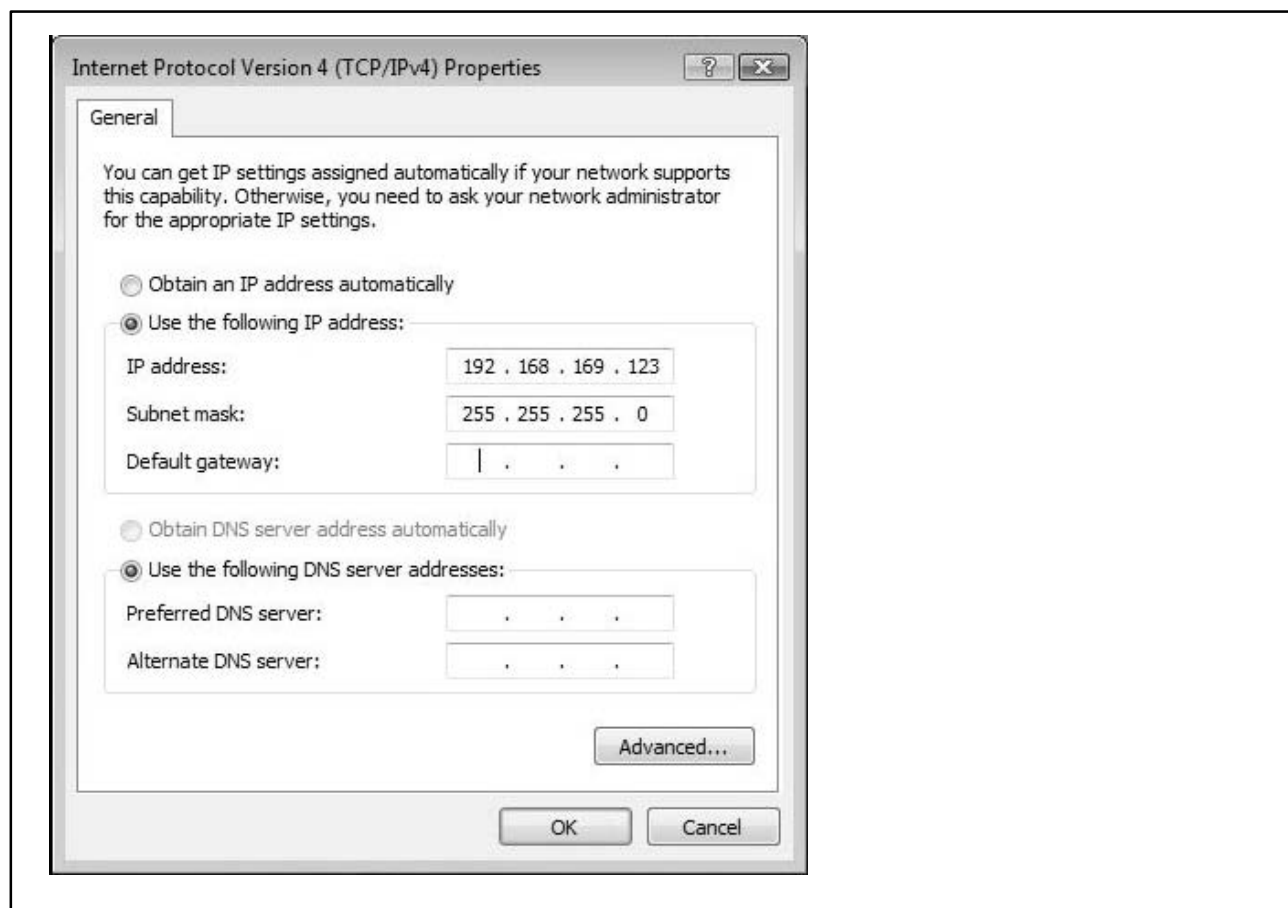 Internet Protocol Version 4 (TCP/IPv4) Properties
General
You can get IP settings assigned automatically if your network supports
this capability. Otherwise, you need to ask your network administrator
for the appropriate IP settings.
Obtain an IP address automatically
Use the following IP address:
IP address: 192 . 168 . 169 . 123
Subnet mask: 255 . 255 . 255 . 0
Default gateway: . . .
Obtain DNS server address automatically
Use the following DNS server addresses:
Preferred DNS server: . . .
Alternate DNS server: . . .
Advanced...
OK Cancel